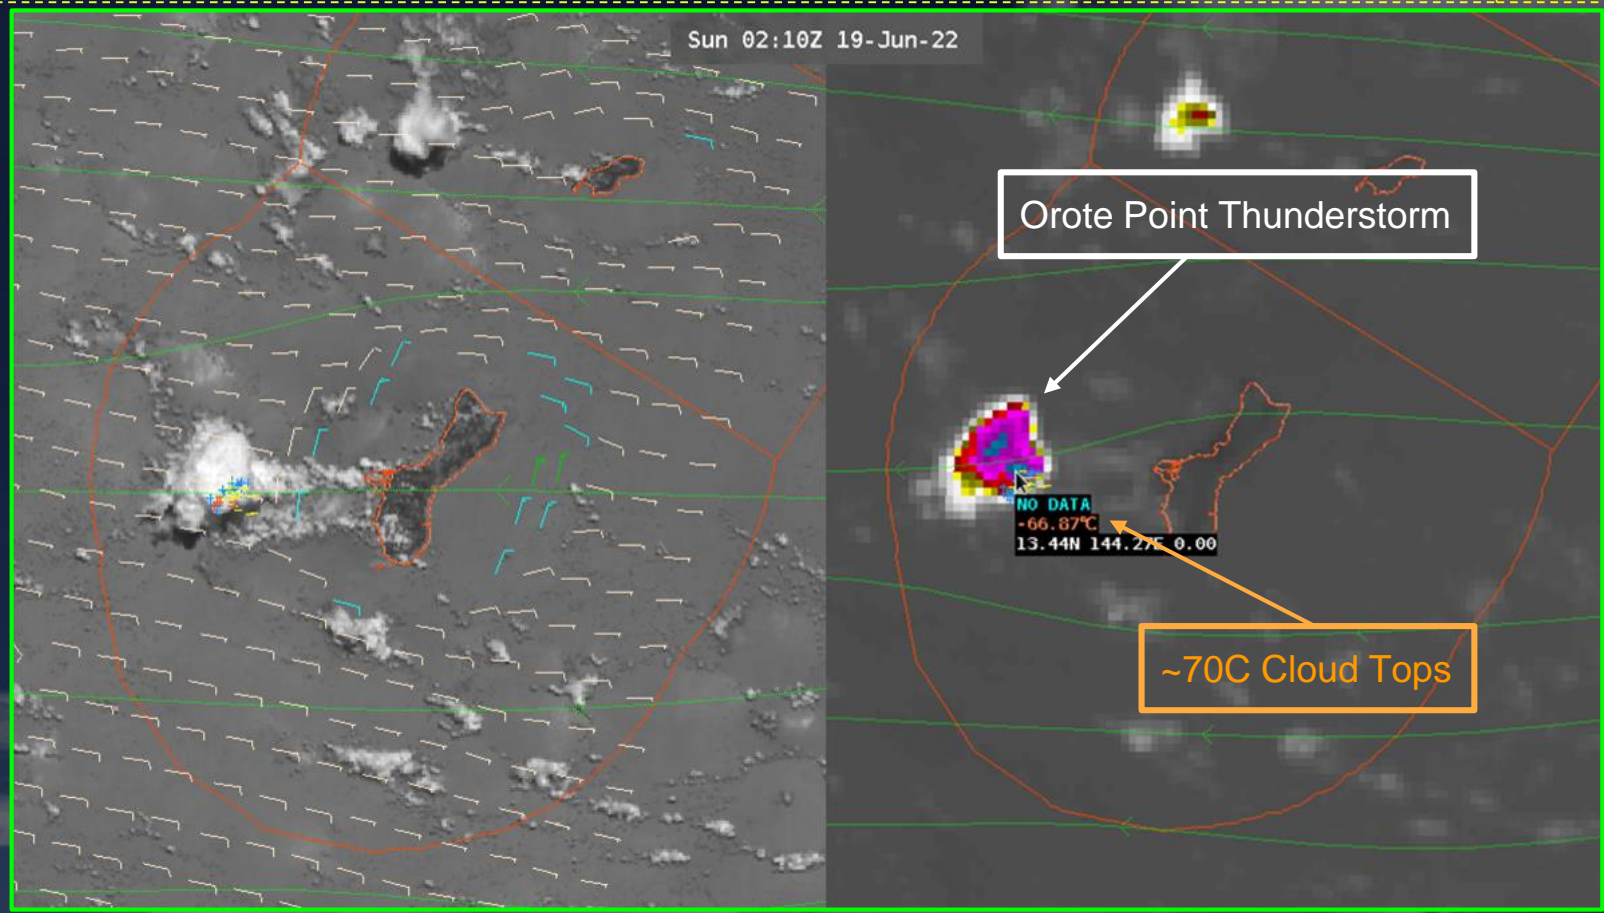 Sun 02:10Z 19-Jun-22
Orote Point Thunderstorm
NO DATA
-66.87°C
13.44N 144.27E 0.00
~70C Cloud Tops